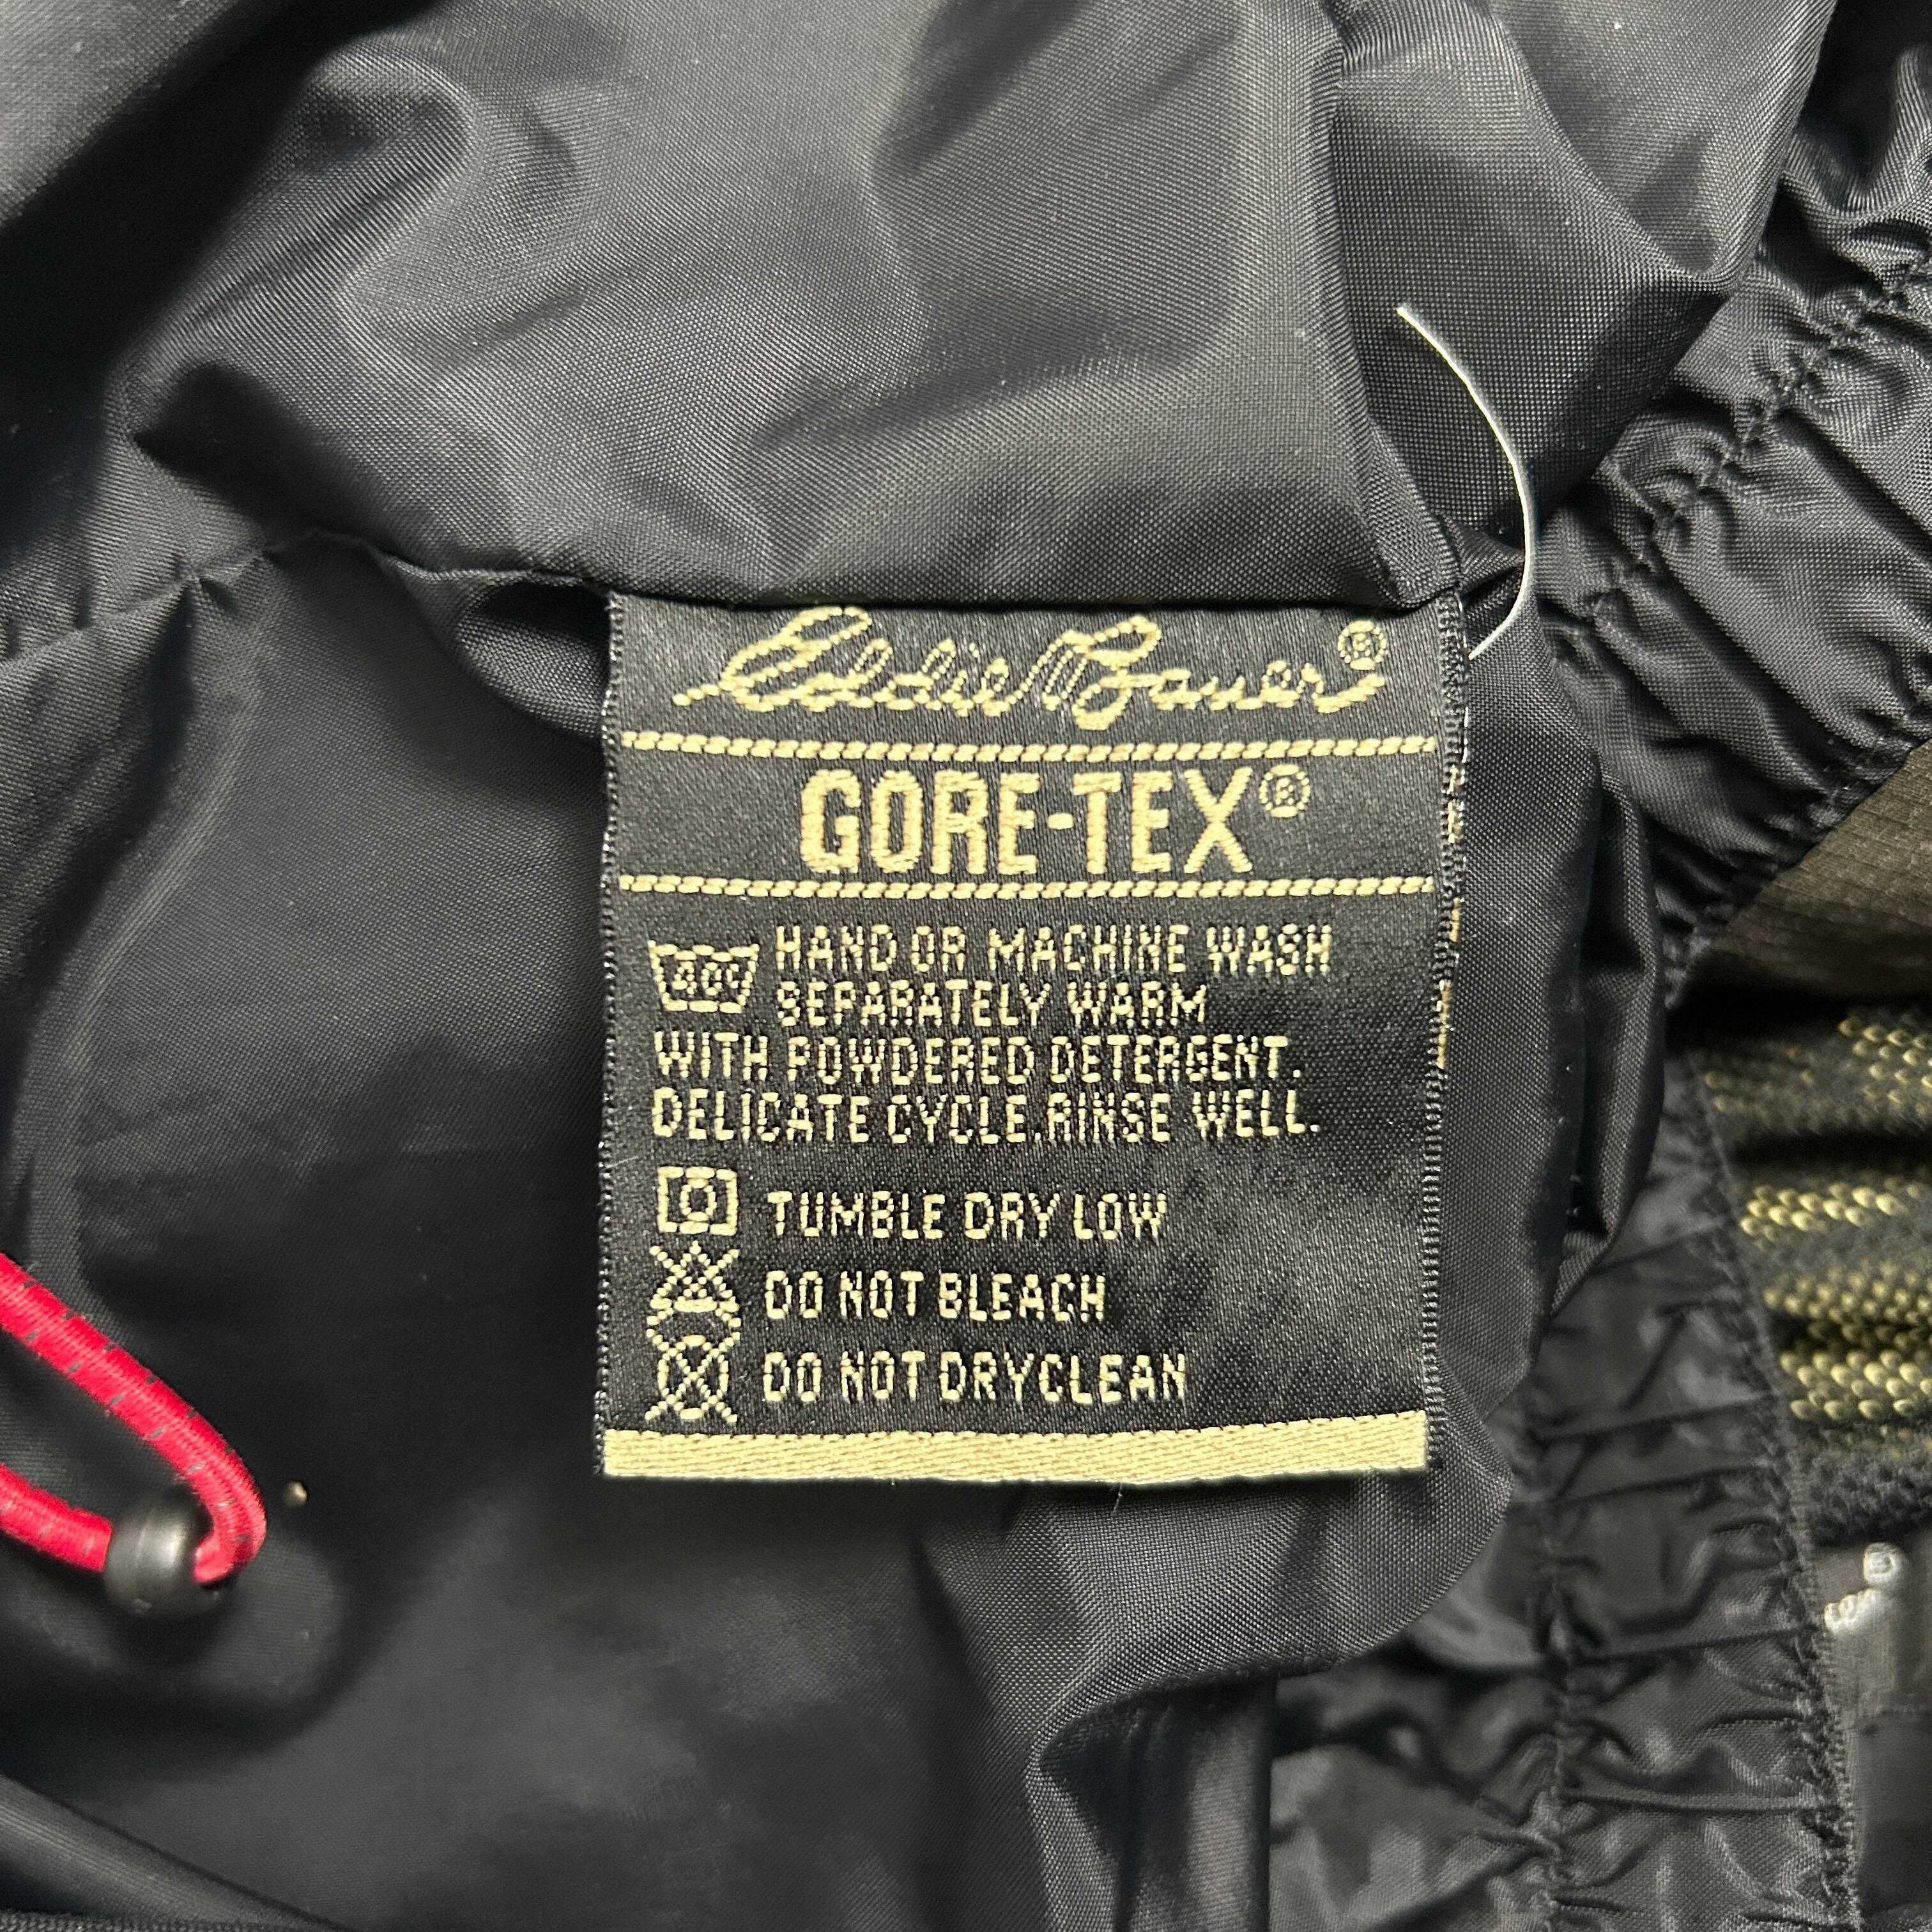 Eddie Bauer®
GORE-TEX®
40° HAND OR MACHINE WASH
SEPARATELY WARM
WITH POWDERED DETERGENT.
DELICATE CYCLE.RINSE WELL.
TUMBLE DRY LOW
DO NOT BLEACH
DO NOT DRYCLEAN